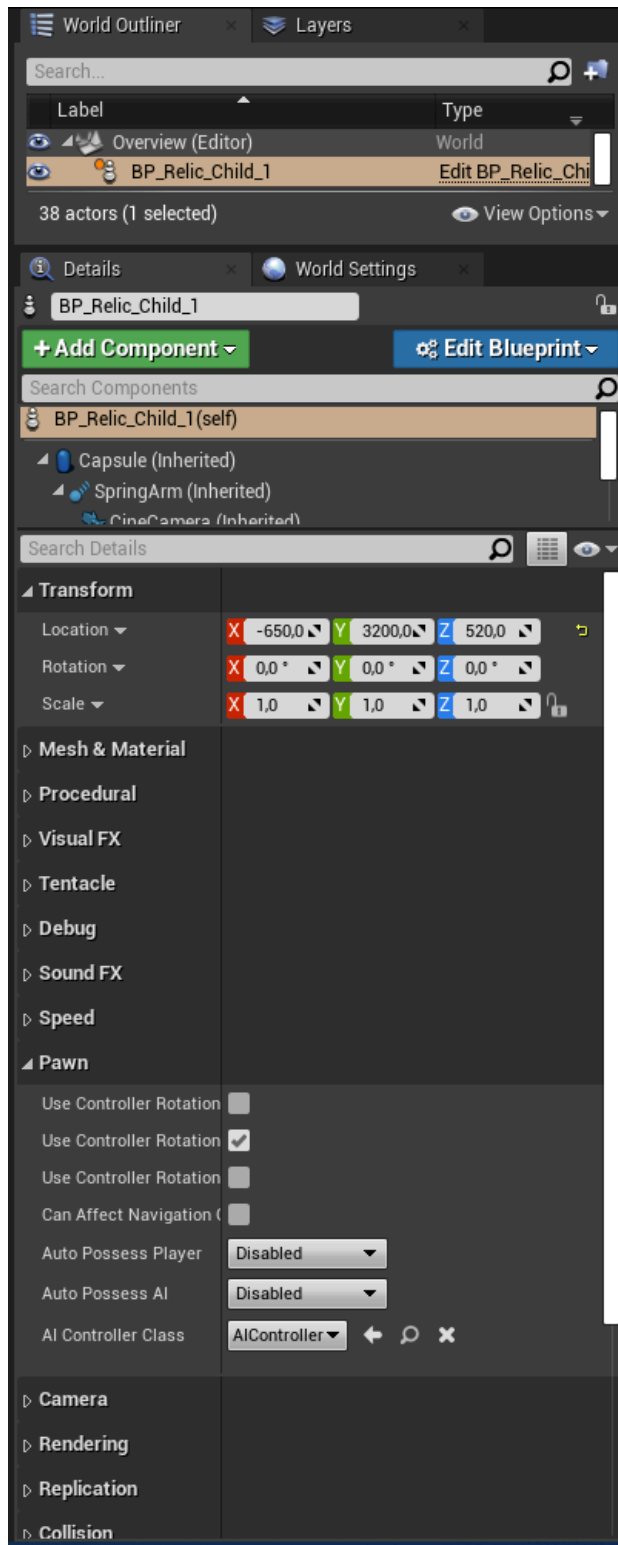 World Outliner
Layers
Search...
Label Type
Overview (Editor) World
BP_Relic_Child_1 Edit BP_Relic_Chi
38 actors (1 selected) View Options
Details
World Settings
BP_Relic_Child_1
+Add Component Edit Blueprint
Search Components
BP_Relic_Child_1(self)
Capsule (Inherited)
SpringArm (Inherited)
CineCamera (Inherited)
Search Details
Transform
Location X -650,0 Y 3200,0 Z 520,0
Rotation X 0,0 ° Y 0,0 ° Z 0,0 °
Scale X 1,0 Y 1,0 Z 1,0
Mesh & Material
Procedural
Visual FX
Tentacle
Debug
Sound FX
Speed
Pawn
Use Controller Rotation
Use Controller Rotation
Use Controller Rotation
Can Affect Navigation
Auto Possess Player Disabled
Auto Possess AI Disabled
AI Controller Class AIController
Camera
Rendering
Replication
Collision